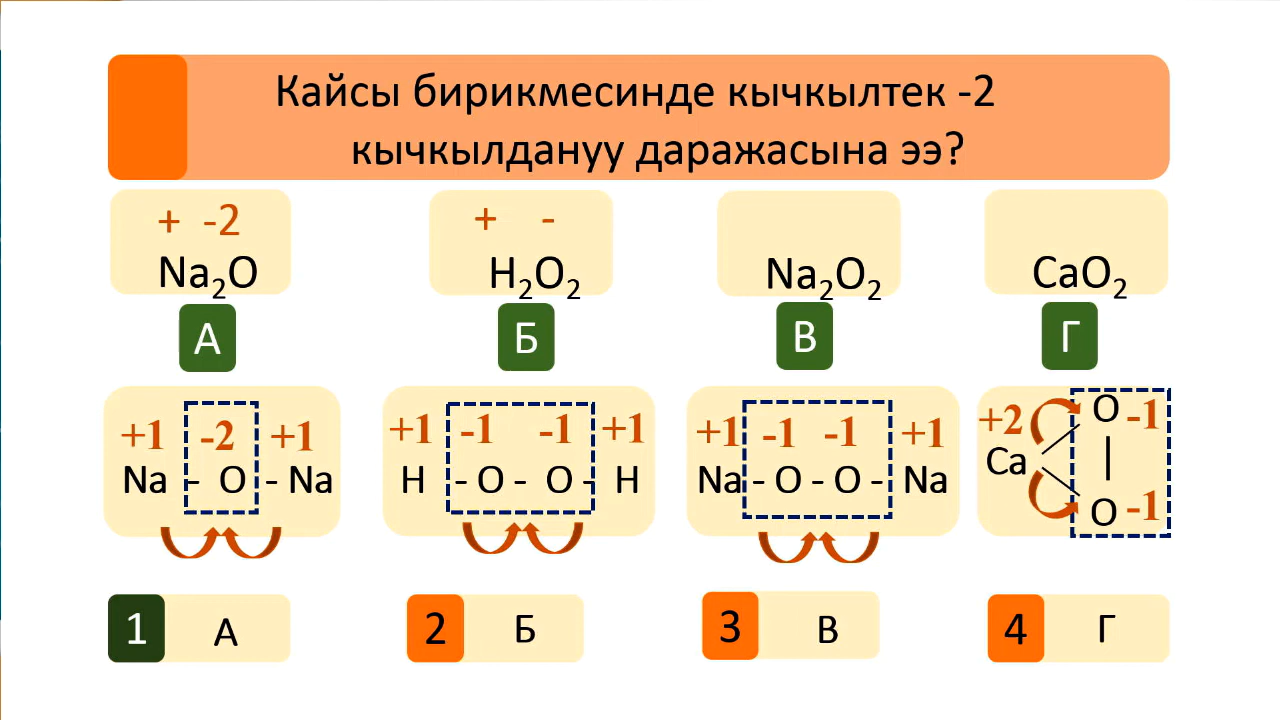 Кайсы бирикмесинде кычкылтек -2
кычкылдануу даражасына ээ?
+ -2
Na₂O
+ -
H₂O₂
Na₂O₂
CaO₂
А
Б
В
Г
+1 -2 +1
Na - O - Na
+1 -1 -1 +1
H - O - O - H
+1 -1 -1 +1
Na - O - O - Na
O -1
+2
Ca
O -1
1 А
2 Б
3 В
4 Г